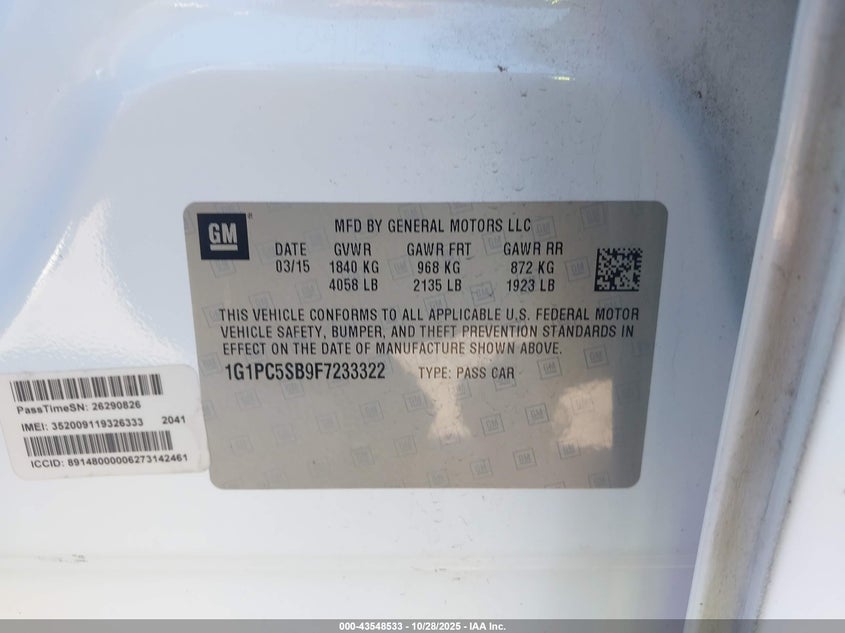 GM
MFD BY GENERAL MOTORS LLC
DATE GVWR GAWR FRT GAWR RR
03/15 1840 KG 968 KG 872 KG
4058 LB 2135 LB 1923 LB
THIS VEHICLE CONFORMS TO ALL APPLICABLE U.S. FEDERAL MOTOR
VEHICLE SAFETY, BUMPER, AND THEFT PREVENTION STANDARDS IN
EFFECT ON THE DATE OF MANUFACTURE SHOWN ABOVE.
1G1PC5SB9F7233322 TYPE: PASS CAR
PassTimeSN: 26290826
IMEI: 352009119326333 2041
ICCID: 89148000006273142461
000-43548533 - 10/28/2025 - IAA Inc.